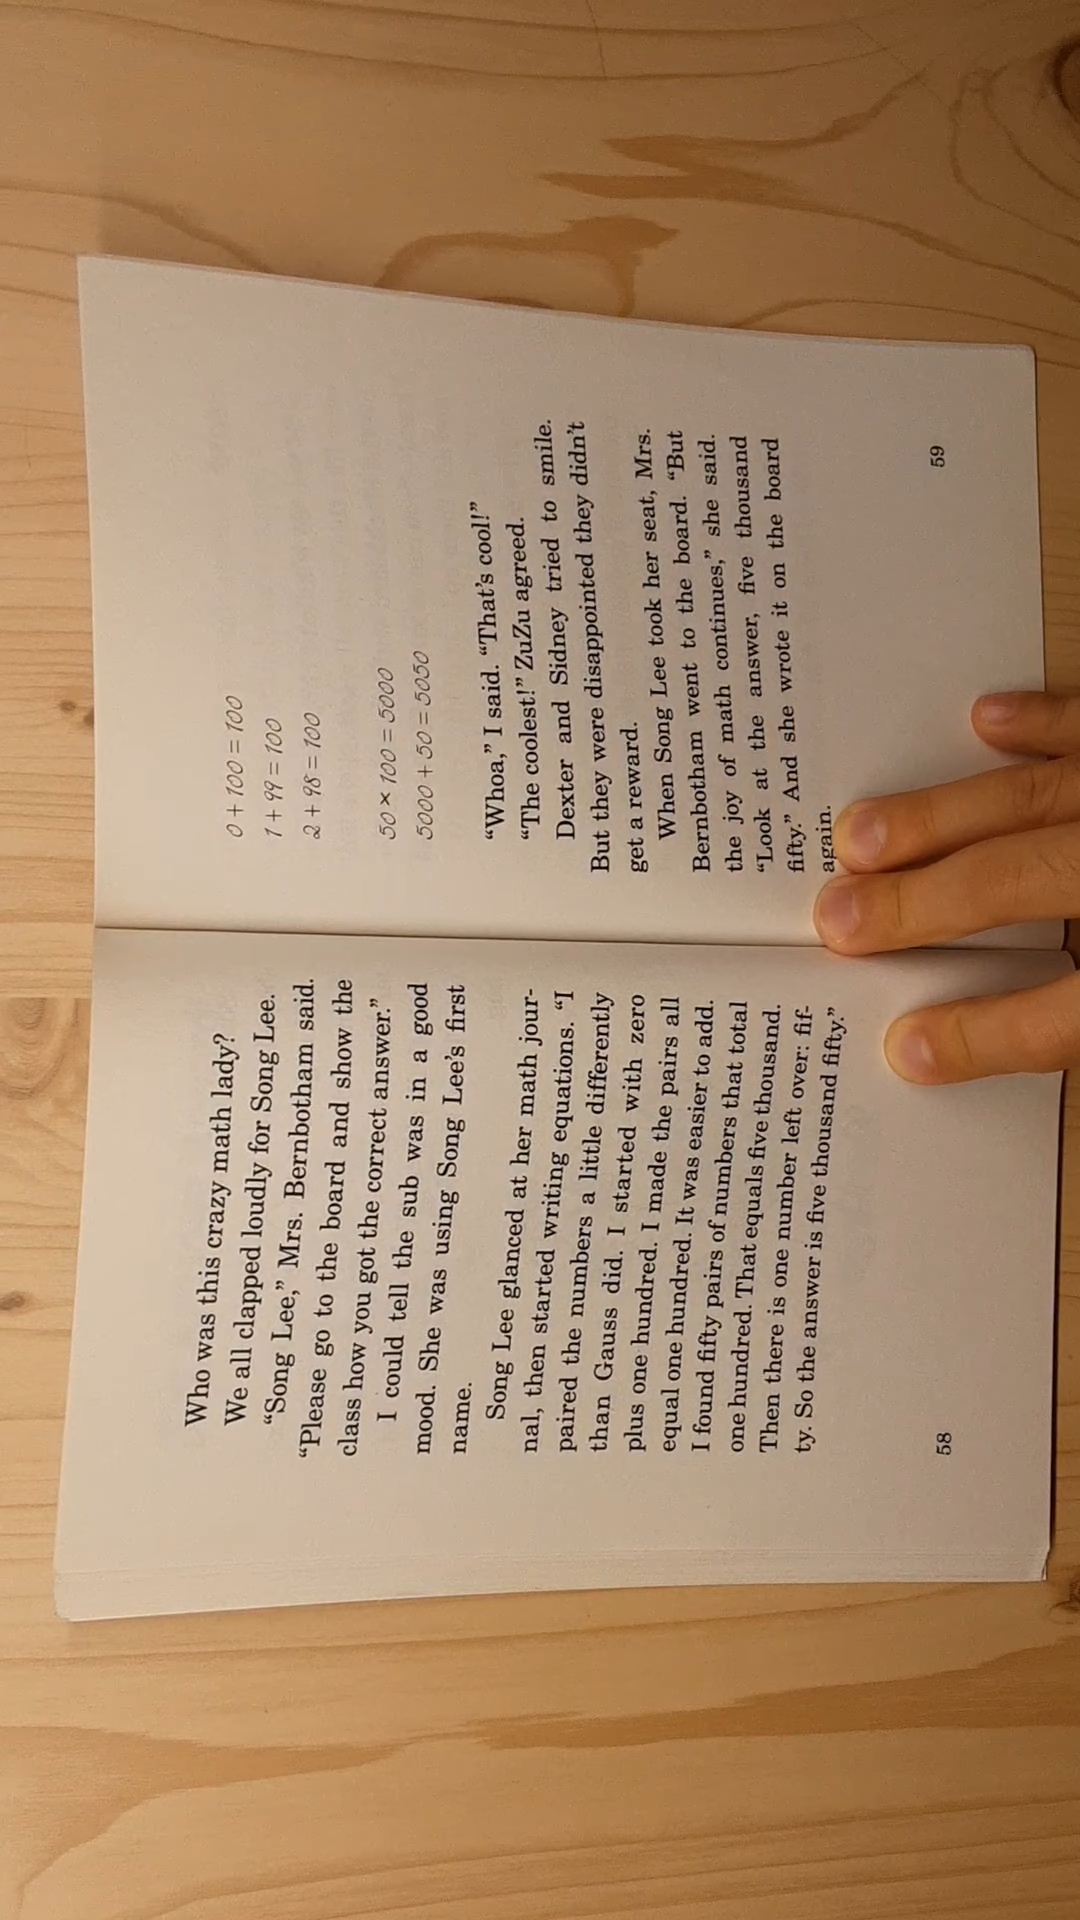 Who was this crazy math lady?
We all clapped loudly for Song Lee.
“Song Lee,” Mrs. Bernbotham said.
“Please go to the board and show the
class how you got the correct answer.”
I could tell the sub was in a good
mood. She was using Song Lee’s first
name.
Song Lee glanced at her math jour-
nal, then started writing equations. “I
paired the numbers a little differently
than Gauss did. I started with zero
plus one hundred. I made the pairs all
equal one hundred. It was easier to add.
I found fifty pairs of numbers that total
one hundred. That equals five thousand.
Then there is one number left over: fif-
ty. So the answer is five thousand fifty.”
58
0 + 100 = 100
1 + 99 = 100
2 + 98 = 100
50 × 100 = 5000
5000 + 50 = 5050
“Whoa,” I said. “That’s cool!”
“The coolest!” ZuZu agreed.
Dexter and Sidney tried to smile.
But they were disappointed they didn’t
get a reward.
When Song Lee took her seat, Mrs.
Bernbotham went to the board. “But
the joy of math continues,” she said.
“Look at the answer, five thousand
fifty.” And she wrote it on the board
again.
59